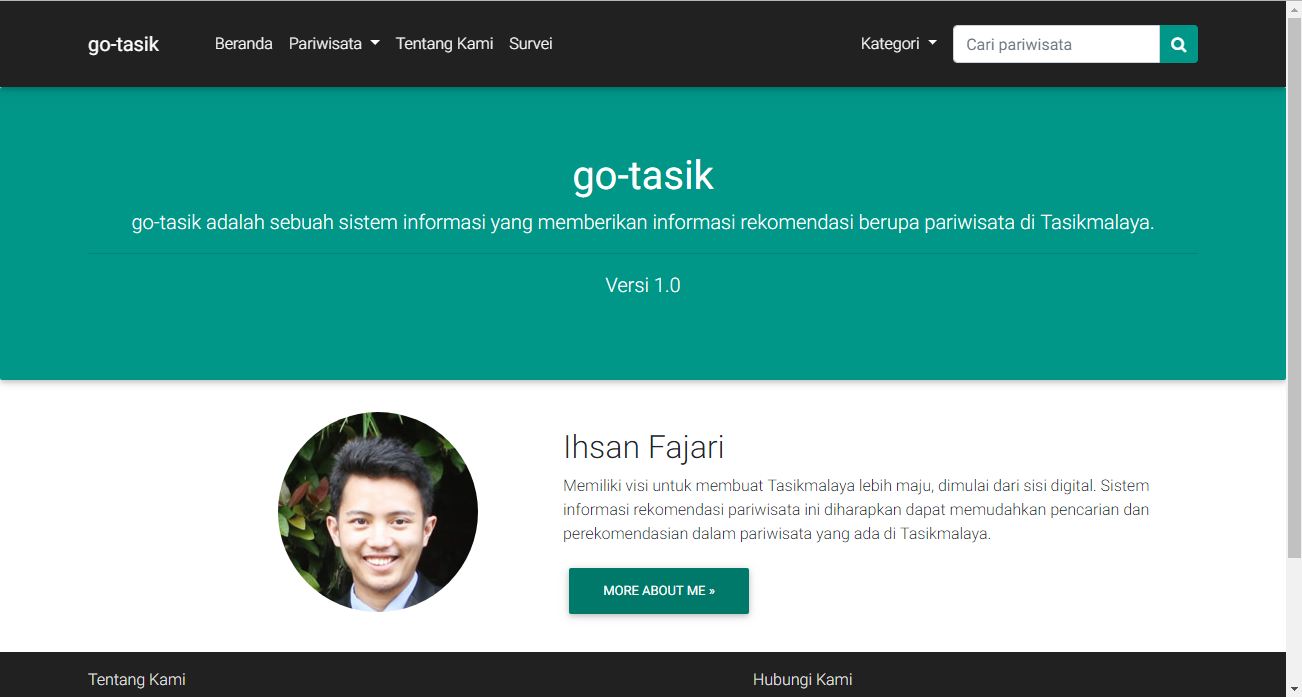 go-tasik Beranda Pariwisata Tentang Kami Survei Kategori Cari pariwisata
go-tasik
go-tasik adalah sebuah sistem informasi yang memberikan informasi rekomendasi berupa pariwisata di Tasikmalaya.
Versi 1.0
Ihsan Fajari
Memiliki visi untuk membuat Tasikmalaya lebih maju, dimulai dari sisi digital. Sistem
informasi rekomendasi pariwisata ini diharapkan dapat memudahkan pencarian dan
perekomendasian dalam pariwisata yang ada di Tasikmalaya.
MORE ABOUT ME »
Tentang Kami Hubungi Kami